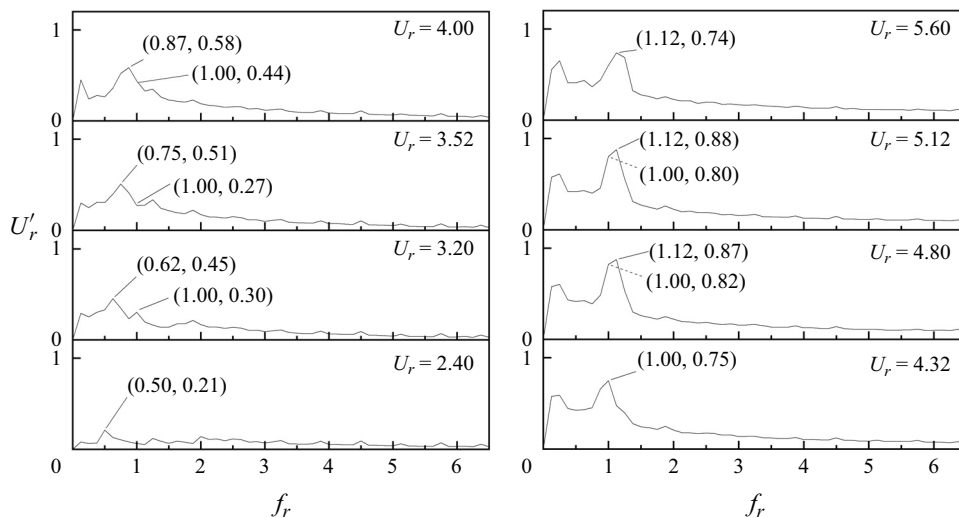 1
(0.87, 0.58)
U_r = 4.00
(1.00, 0.44)
0
1
(0.75, 0.51)
U_r = 3.52
(1.00, 0.27)
U′_r
0
1
U_r = 3.20
(0.62, 0.45)
(1.00, 0.30)
0
1
U_r = 2.40
(0.50, 0.21)
0
1 2 3 4 5 6
f_r
1
(1.12, 0.74)
U_r = 5.60
0
1
(1.12, 0.88)
U_r = 5.12
(1.00, 0.80)
0
1
(1.12, 0.87)
U_r = 4.80
(1.00, 0.82)
0
1
(1.00, 0.75)
U_r = 4.32
0
1 2 3 4 5 6
f_r